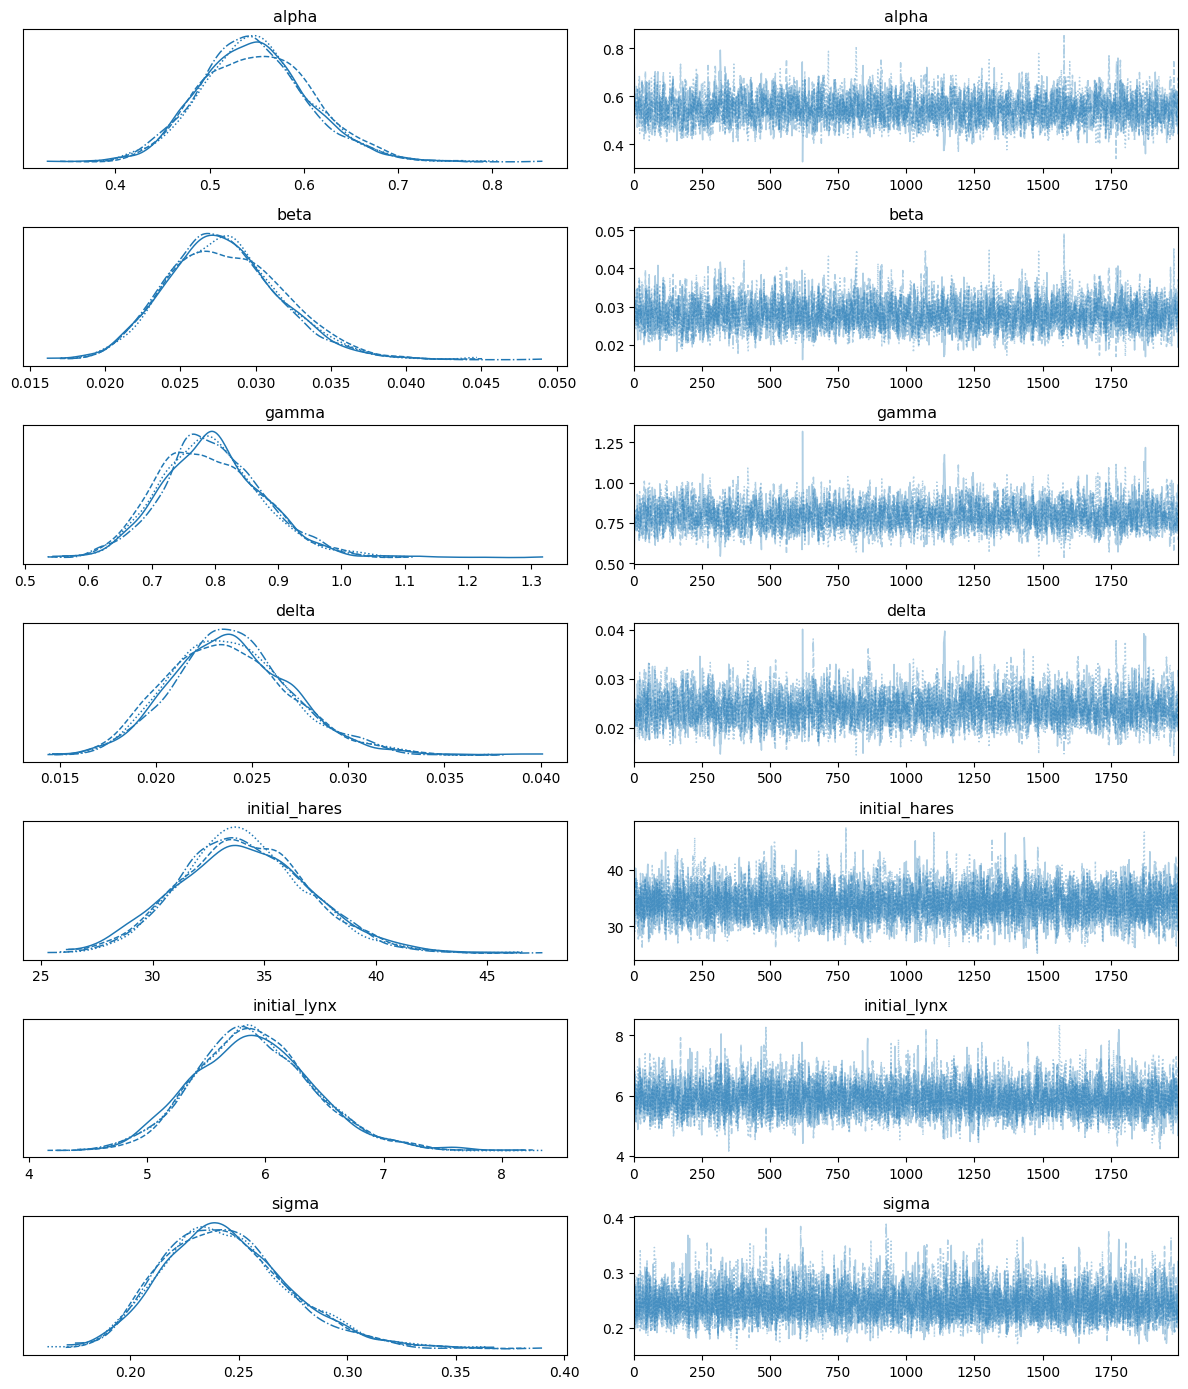 alpha alpha
0.8
0.6
0.4
0.4 0.5 0.6 0.7 0.8 0 250 500 750 1000 1250 1500 1750
beta beta
0.05
0.04
0.03
0.02
0.015 0.020 0.025 0.030 0.035 0.040 0.045 0.050 0 250 500 750 1000 1250 1500 1750
gamma gamma
1.25
1.00
0.75
0.50
0.5 0.6 0.7 0.8 0.9 1.0 1.1 1.2 1.3 0 250 500 750 1000 1250 1500 1750
delta delta
0.04
0.03
0.02
0.015 0.020 0.025 0.030 0.035 0.040 0 250 500 750 1000 1250 1500 1750
initial_hares initial_hares
40
30
25 30 35 40 45 0 250 500 750 1000 1250 1500 1750
initial_lynx initial_lynx
8
6
4
4 5 6 7 8 0 250 500 750 1000 1250 1500 1750
sigma sigma
0.4
0.3
0.2
0.20 0.25 0.30 0.35 0.40 0 250 500 750 1000 1250 1500 1750